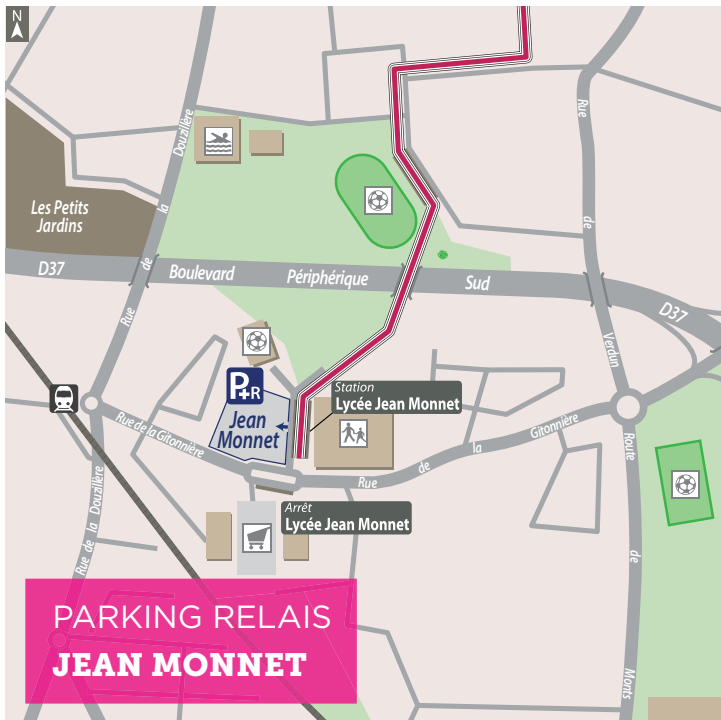 N
Rue de la Douzillère
Rue de Verdun
Les Petits
Jardins
D37
Boulevard Périphérique Sud
D37
P+R
Jean
Monnet
Station
Lycée Jean Monnet
Rue de la Gitonnière
Rue de la Gitonnière
Arrêt
Lycée Jean Monnet
Rue de la Douzillère
Route de Monts
PARKING RELAIS
JEAN MONNET